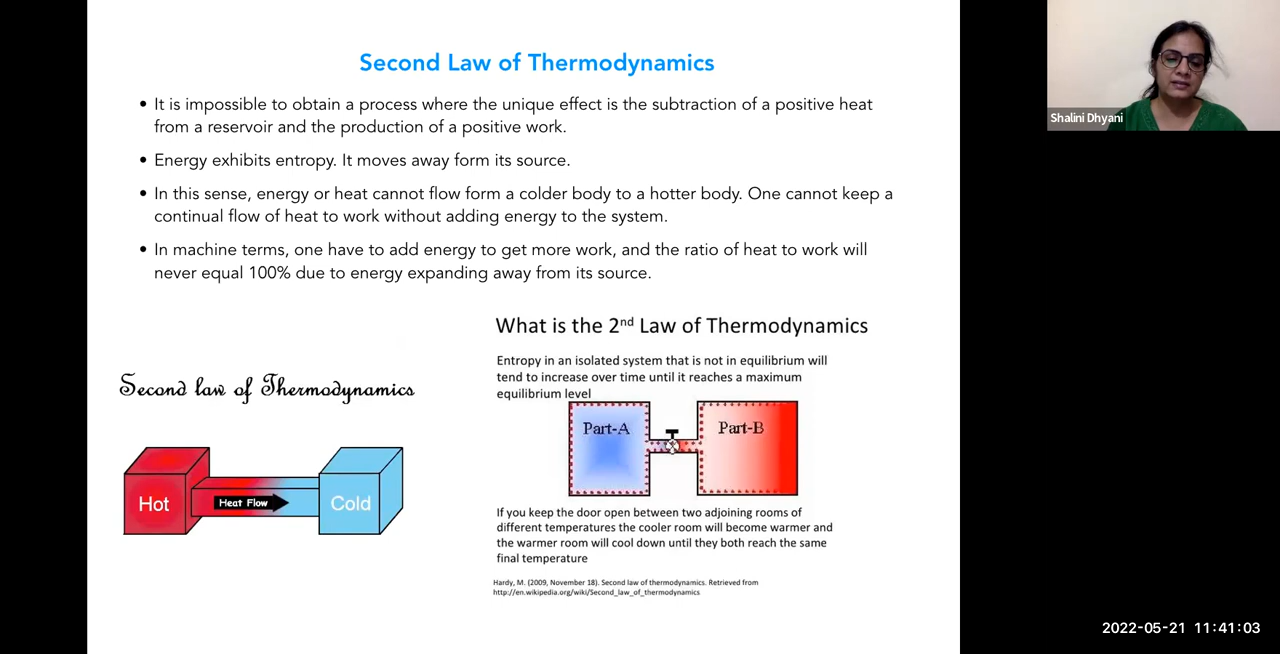 Second Law of Thermodynamics
• It is impossible to obtain a process where the unique effect is the subtraction of a positive heat
from a reservoir and the production of a positive work.
• Energy exhibits entropy. It moves away form its source.
• In this sense, energy or heat cannot flow form a colder body to a hotter body. One cannot keep a
continual flow of heat to work without adding energy to the system.
• In machine terms, one have to add energy to get more work, and the ratio of heat to work will
never equal 100% due to energy expanding away from its source.
Second law of Thermodynamics
Hot
Heat Flow
Cold
What is the 2nd Law of Thermodynamics
Entropy in an isolated system that is not in equilibrium will
tend to increase over time until it reaches a maximum
equilibrium level
Part-A
Part-B
If you keep the door open between two adjoining rooms of
different temperatures the cooler room will become warmer and
the warmer room will cool down until they both reach the same
final temperature
Hardy, M. (2009, November 18). Second law of thermodynamics. Retrieved from
http://en.wikipedia.org/wiki/Second_law_of_thermodynamics
Shalini Dhyani
2022-05-21 11:41:03